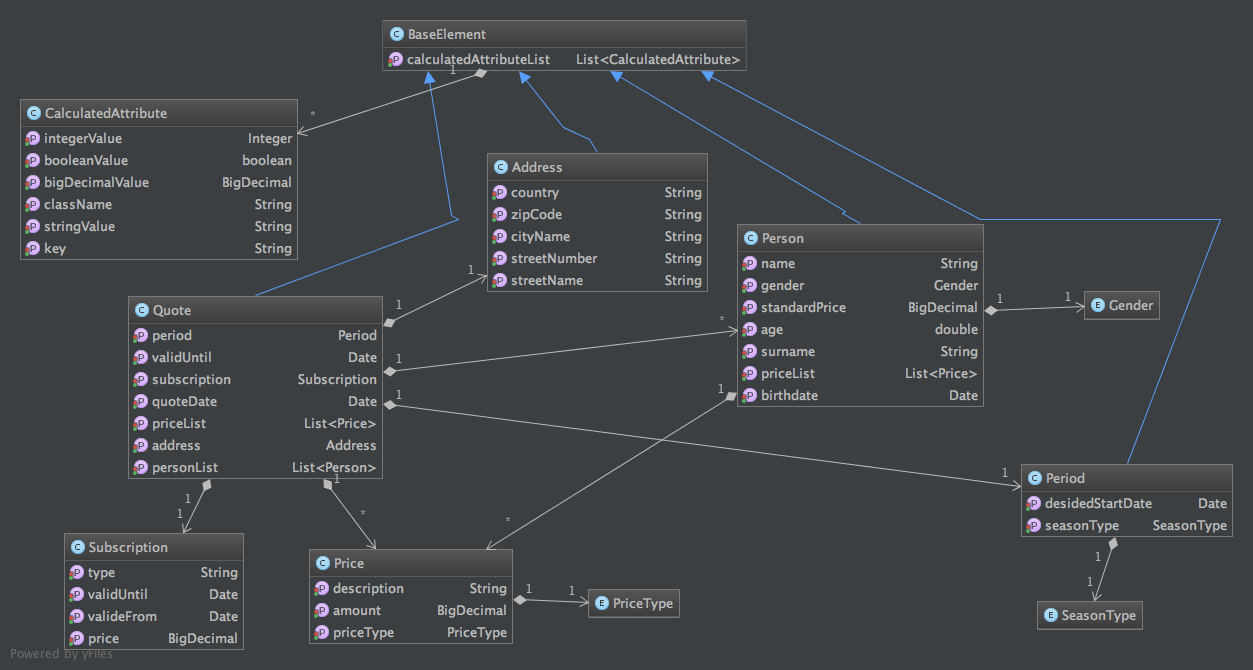 BaseElement
calculatedAttributeList List<CalculatedAttribute>
1
*
CalculatedAttribute
integerValue Integer
booleanValue boolean
bigDecimalValue BigDecimal
className String
stringValue String
key String
Address
country String
zipCode String
cityName String
streetNumber String
streetName String
Person
name String
gender Gender
standardPrice BigDecimal
age double
surname String
priceList List<Price>
birthdate Date
1
1
Gender
Quote
period Period
validUntil Date
subscription Subscription
quoteDate Date
priceList List<Price>
address Address
personList List<Person>
1
1
1
*
1
1
1
*
1
1
1
*
Period
desidedStartDate Date
seasonType SeasonType
1
1
SeasonType
Subscription
type String
validUntil Date
valideFrom Date
price BigDecimal
Price
description String
amount BigDecimal
priceType PriceType
1
1
PriceType
Powered by yFiles